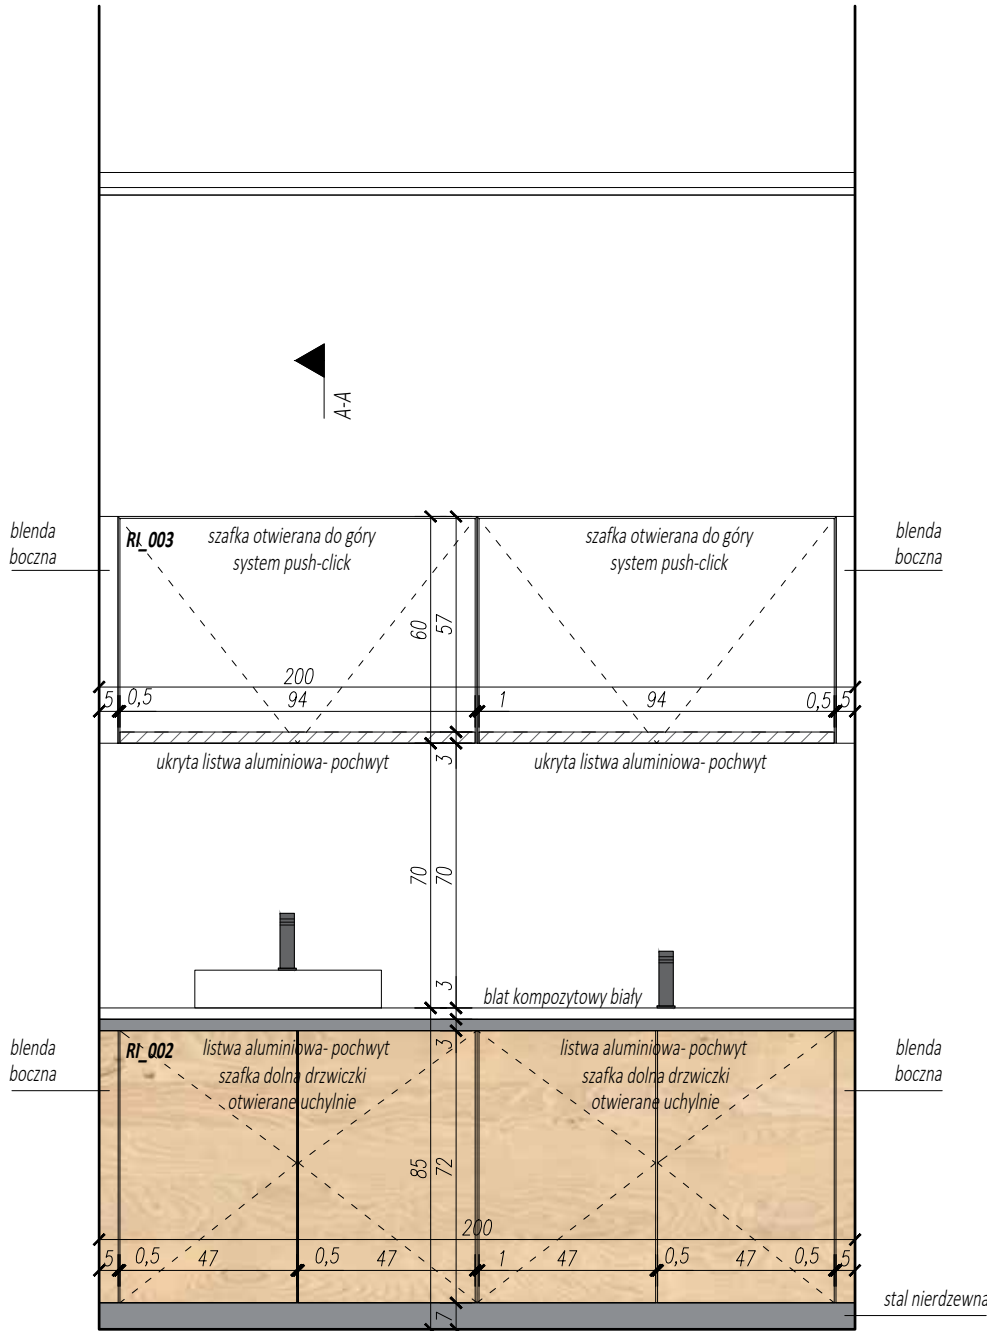 A-A
blenda
boczna
RI_003
szafka otwierana do góry
system push-click
szafka otwierana do góry
system push-click
blenda
boczna
60
57
200
5
0,5
94
1
94
0,5
5
ukryta listwa aluminiowa- pochwyt
3
ukryta listwa aluminiowa- pochwyt
70
70
3
blat kompozytowy biały
blenda
boczna
RI_002
listwa aluminiowa- pochwyt
szafka dolna drzwiczki
otwierane uchylnie
3
listwa aluminiowa- pochwyt
szafka dolna drzwiczki
otwierane uchylnie
blenda
boczna
85
72
200
5
0,5
47
0,5
47
1
47
0,5
47
0,5
5
7
stal nierdzewna